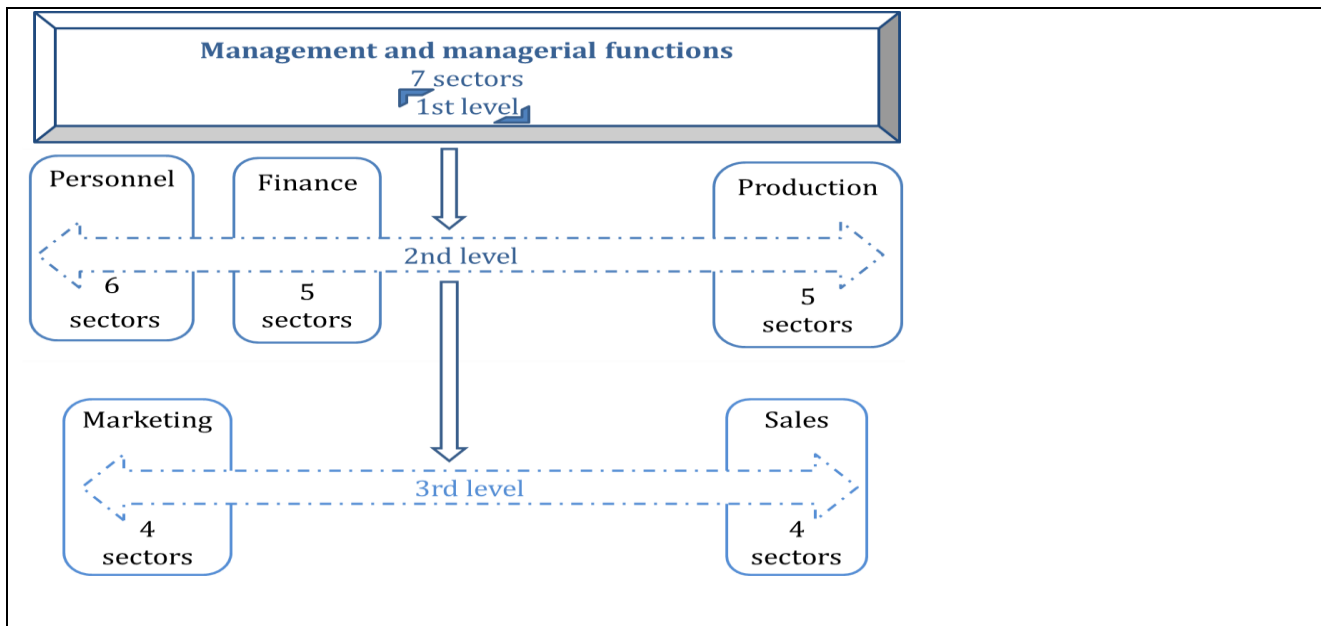 Management and managerial functions
7 sectors
1st level
Personnel
Finance
Production
2nd level
6
sectors
5
sectors
5
sectors
Marketing
Sales
3rd level
4
sectors
4
sectors